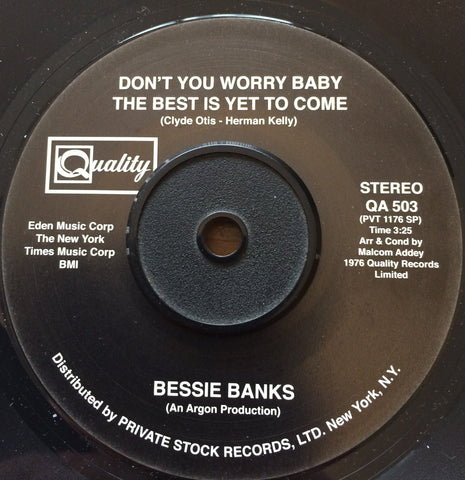 DON'T YOU WORRY BABY
THE BEST IS YET TO COME
(Clyde Otis - Herman Kelly)
Quality
Eden Music Corp
The New York
Times Music Corp
BMI
STEREO
QA 503
(PVT 1176 SP)
Time 3:25
Arr & Cond by
Malcom Addey
1976 Quality Records
Limited
BESSIE BANKS
(An Argon Production)
Distributed by PRIVATE STOCK RECORDS, LTD. New York, N.Y.